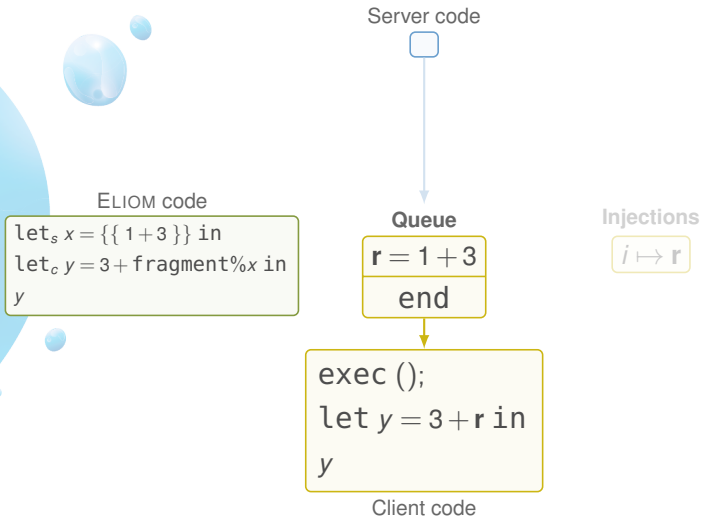 Server code
ELIOM code
let_s x = {{ 1+3 }} in
let_c y = 3+fragment%x in
y
Queue
r = 1+3
end
Injections
i ↦ r
exec ();
let y = 3+r in
y
Client code